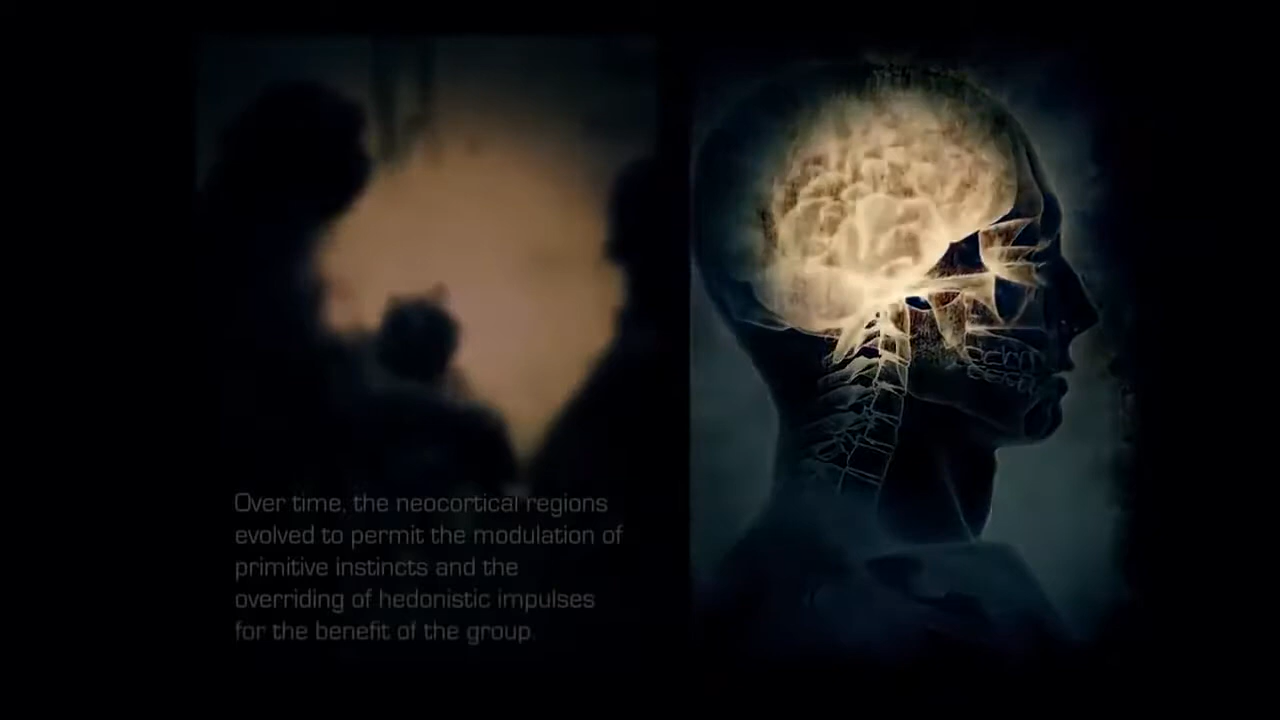 Over time, the neocortical regions
evolved to permit the modulation of
primitive instincts and the
overriding of hedonistic impulses
for the benefit of the group.